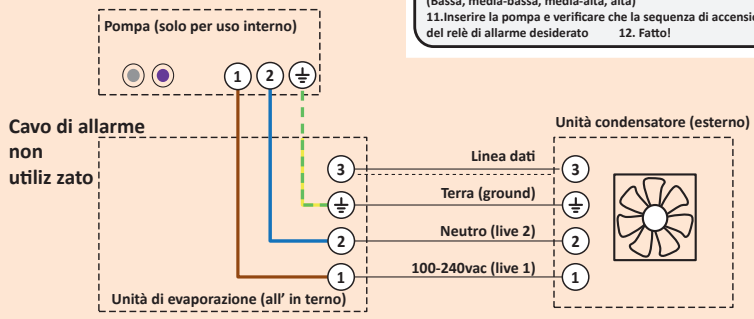 (Bassa, media-bassa, media-alta, alta)
11.Inserire la pompa e verificare che la sequenza di accensio
del relè di allarme desiderato 12. Fatto!
Pompa (solo per uso interno)
1 2
Cavo di allarme
non
utiliz zato
Unità condensatore (esterno)
3 Linea dati 3
Terra (ground)
2 Neutro (live 2) 2
1 100-240vac (live 1) 1
Unità di evaporazione (all' in terno)